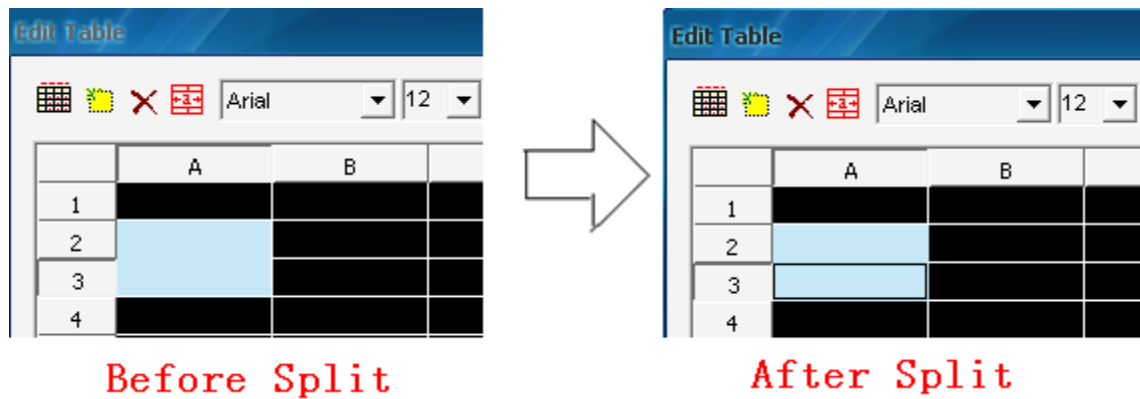 Edit Table
Arial 12
A B
1
2
3
4
Before Split
Edit Table
Arial 12
A B
1
2
3
4
After Split